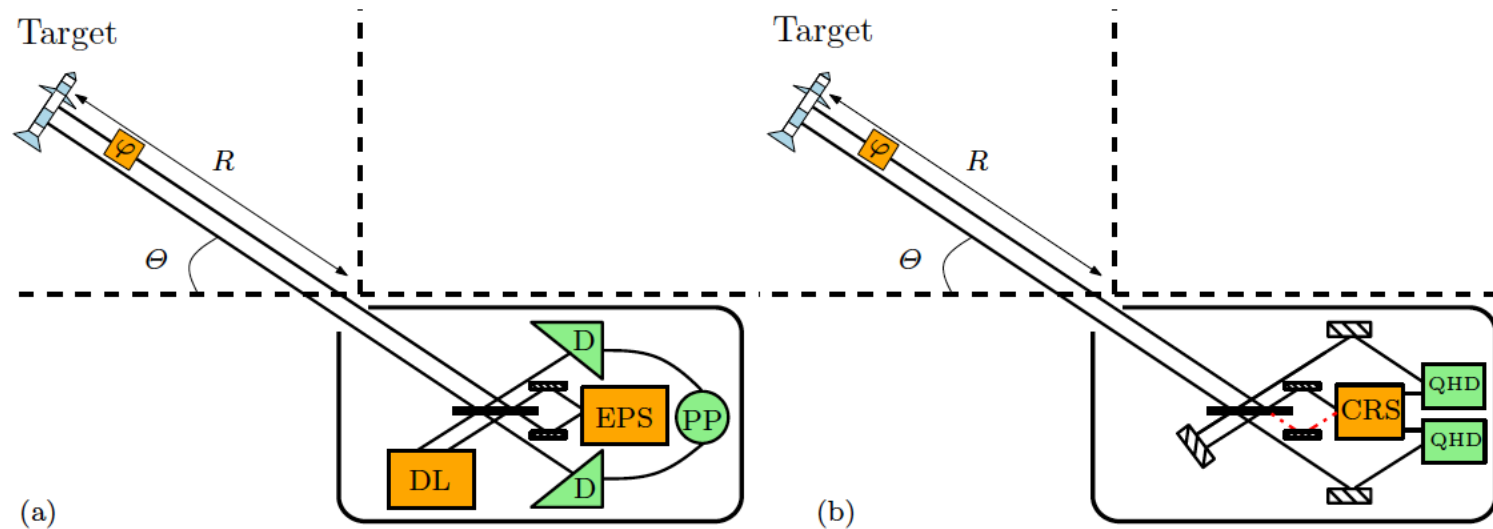 Target
φ
R
Θ
D
EPS
PP
DL
D
(a)
Target
φ
R
Θ
QHD
CRS
QHD
(b)